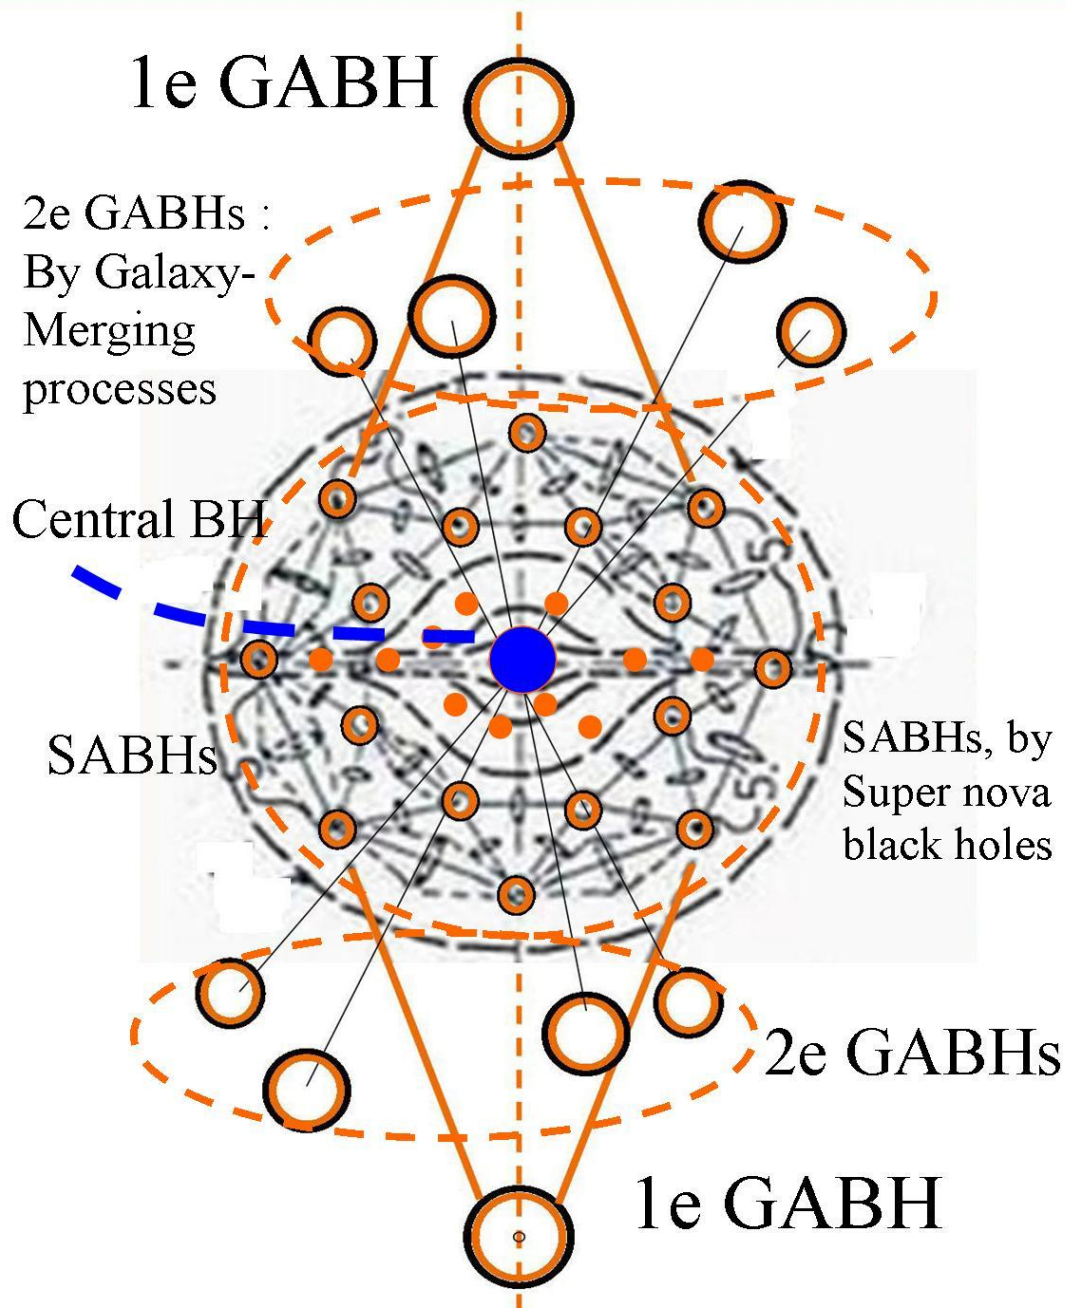 1e GABH
2e GABHs :
By Galaxy-
Merging
processes
Central BH
SABHs
SABHs, by
Super nova
black holes
2e GABHs
1e GABH